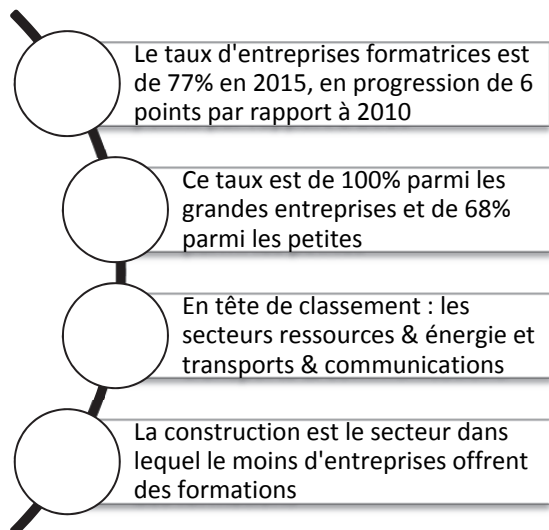 Le taux d'entreprises formatrices est
de 77% en 2015, en progression de 6
points par rapport à 2010
Ce taux est de 100% parmi les
grandes entreprises et de 68%
parmi les petites
En tête de classement : les
secteurs ressources & énergie et
transports & communications
La construction est le secteur dans
lequel le moins d'entreprises offrent
des formations